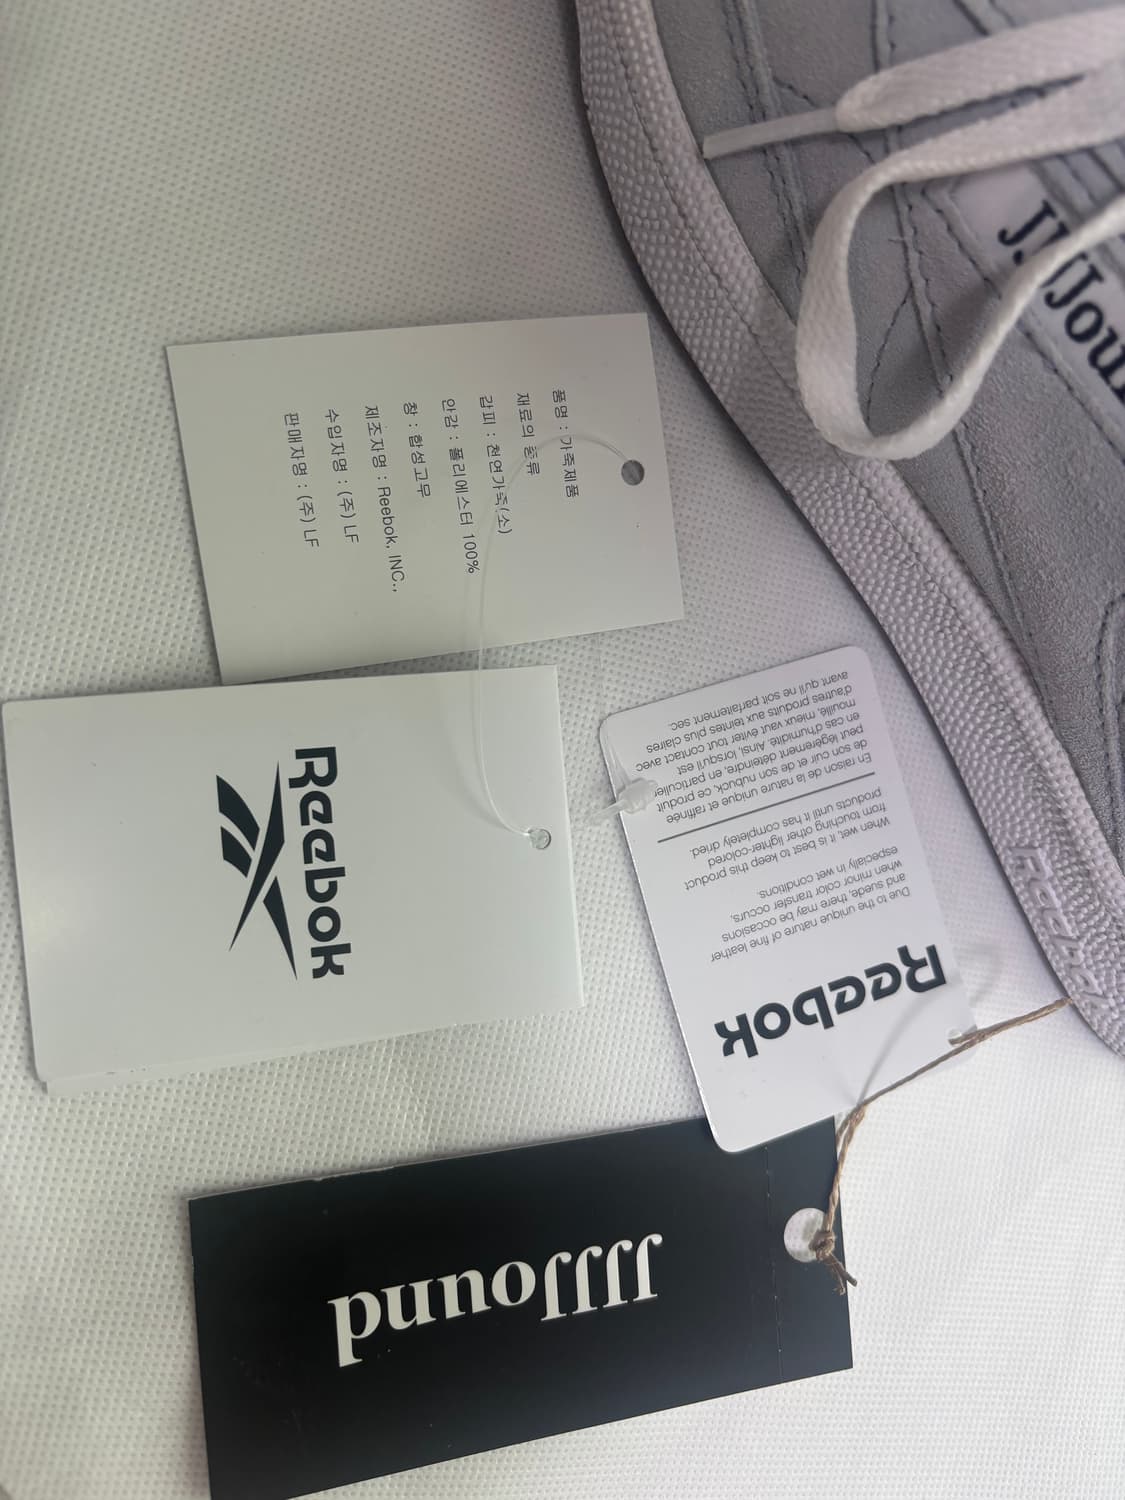 품명 : 가죽제품
재료의 종류
갑피 : 천연가죽(소)
안감 : 폴리에스터 100%
창 : 합성고무
제조자명 : Reebok, INC.,
수입자명 : (주) LF
판매자명 : (주) LF
Reebok
Reebok
Due to the unique nature of fine leather
and suede, there may be occasions
when minor color transfer occurs,
especially in wet conditions.
When wet, it is best to keep this product
from touching other lighter-colored
products until it has completely dried.
En raison de la nature unique et raffinée
de son cuir et de son nubuck, ce produit
peut légèrement déteindre, en particulier
en cas d'humidité. Ainsi, lorsqu'il est
mouillé, mieux vaut éviter tout contact avec
d'autres produits aux teintes plus claires
avant qu'il ne soit parfaitement sec.
JJJJound
Reebok